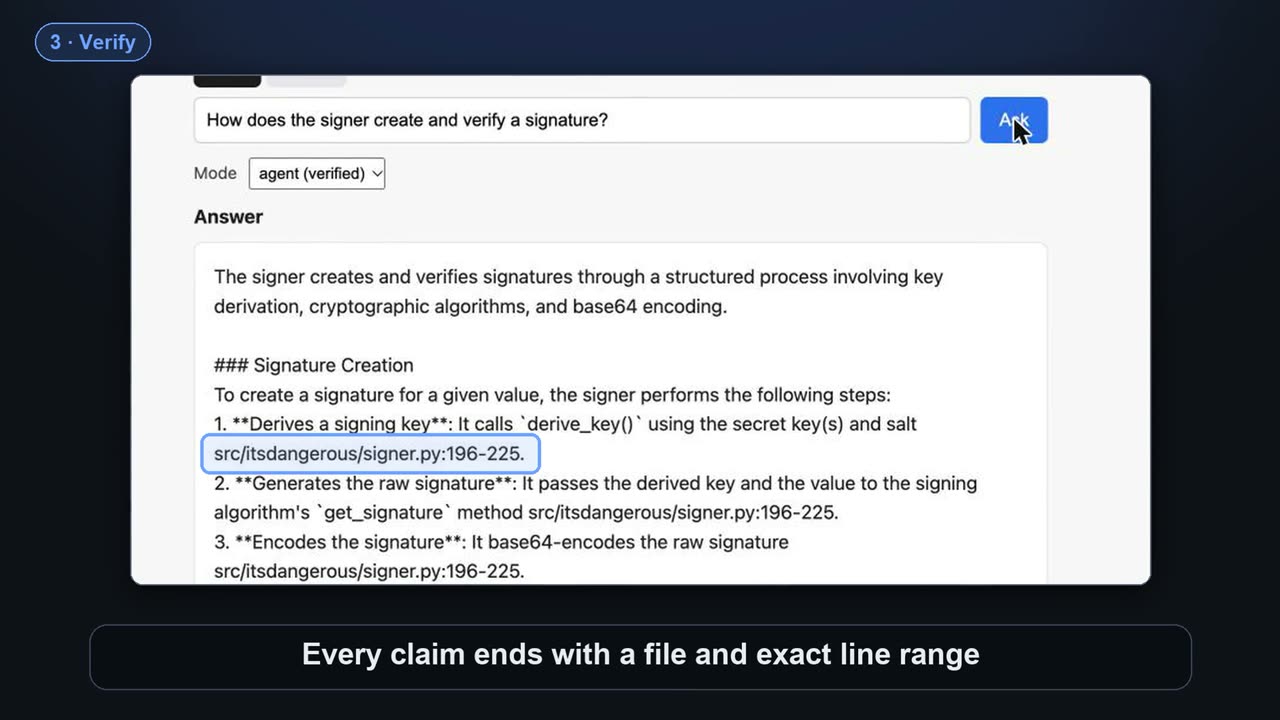 3 · Verify
How does the signer create and verify a signature?
Ask
Mode
agent (verified)
Answer
The signer creates and verifies signatures through a structured process involving key
derivation, cryptographic algorithms, and base64 encoding.
### Signature Creation
To create a signature for a given value, the signer performs the following steps:
1. **Derives a signing key**: It calls `derive_key()` using the secret key(s) and salt
src/itsdangerous/signer.py:196-225.
2. **Generates the raw signature**: It passes the derived key and the value to the signing
algorithm's `get_signature` method src/itsdangerous/signer.py:196-225.
3. **Encodes the signature**: It base64-encodes the raw signature
src/itsdangerous/signer.py:196-225.
Every claim ends with a file and exact line range